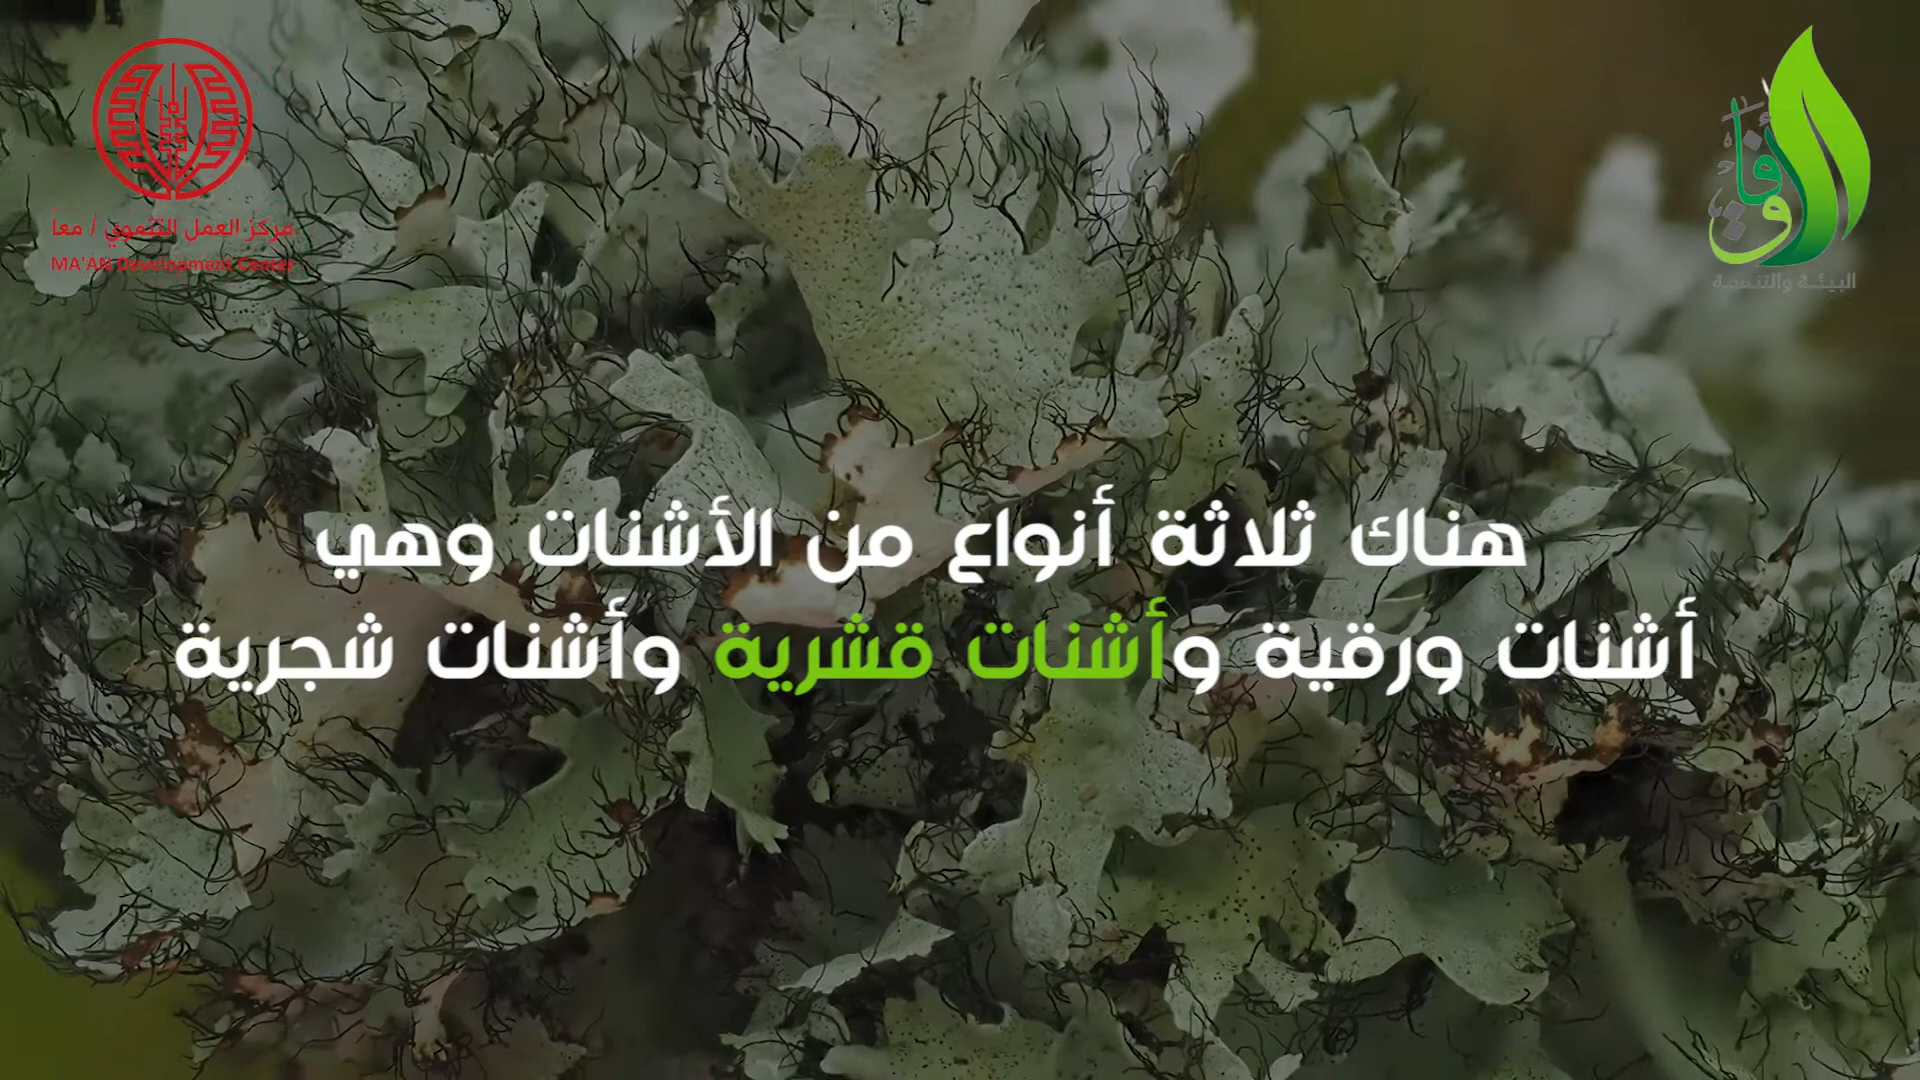 مركز العمل التنموي / معاً
MA'AN Development Center
آفاق
البيئة والتنمية
هناك ثلاثة أنواع من الأشنات وهي
أشنات ورقية وأشنات قشرية وأشنات شجرية